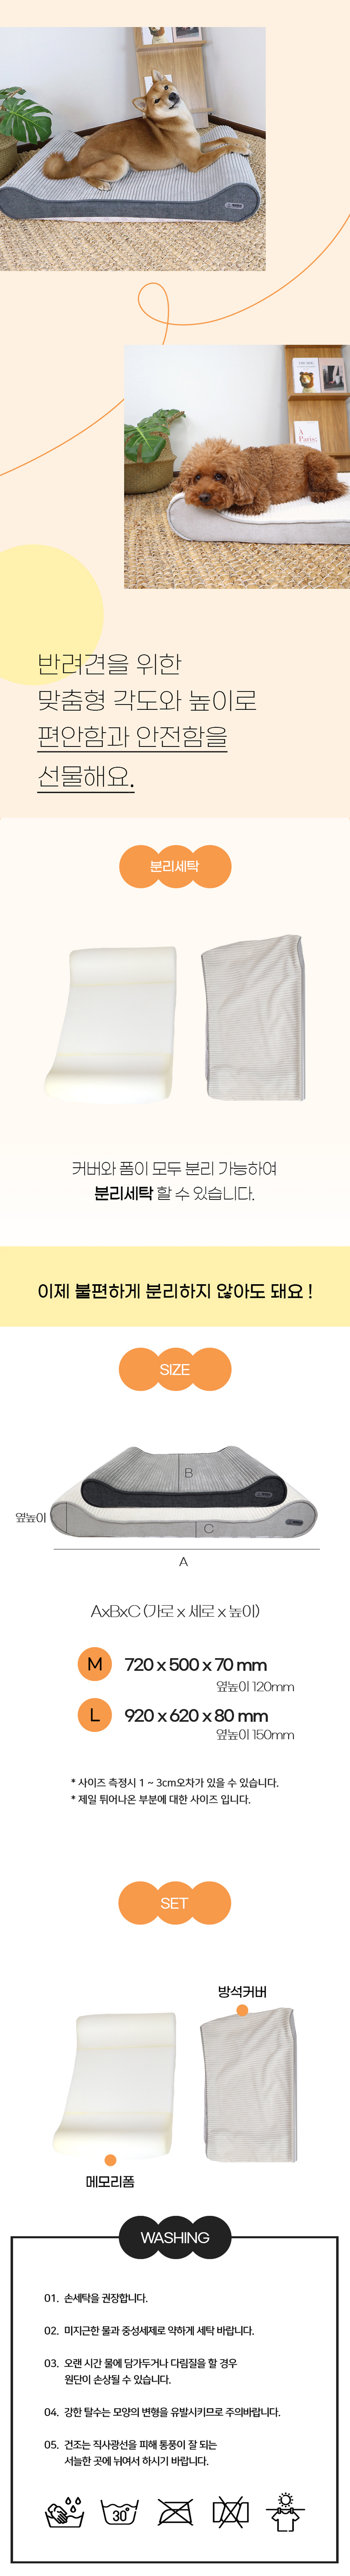 Paris
반려견을 위한
맞춤형 각도와 높이로
편안함과 안전함을
선물해요.
분리세탁
커버와 폼이 모두 분리 가능하여
분리세탁 할 수 있습니다.
이제 불편하게 분리하지 않아도 돼요 !
SIZE
B
옆높이
C
A
AxBxC (가로 x 세로 x 높이)
M 720 x 500 x 70 mm
옆높이 120mm
L 920 x 620 x 80 mm
옆높이 150mm
* 사이즈 측정시 1 ~ 3cm오차가 있을 수 있습니다.
* 제일 튀어나온 부분에 대한 사이즈 입니다.
SET
방석커버
메모리폼
WASHING
01. 손세탁을 권장합니다.
02. 미지근한 물과 중성세제로 약하게 세탁 바랍니다.
03. 오랜 시간 물에 담가두거나 다림질을 할 경우
원단이 손상될 수 있습니다.
04. 강한 탈수는 모양의 변형을 유발시키므로 주의바랍니다.
05. 건조는 직사광선을 피해 통풍이 잘 되는
서늘한 곳에 뉘여서 하시기 바랍니다.
30°